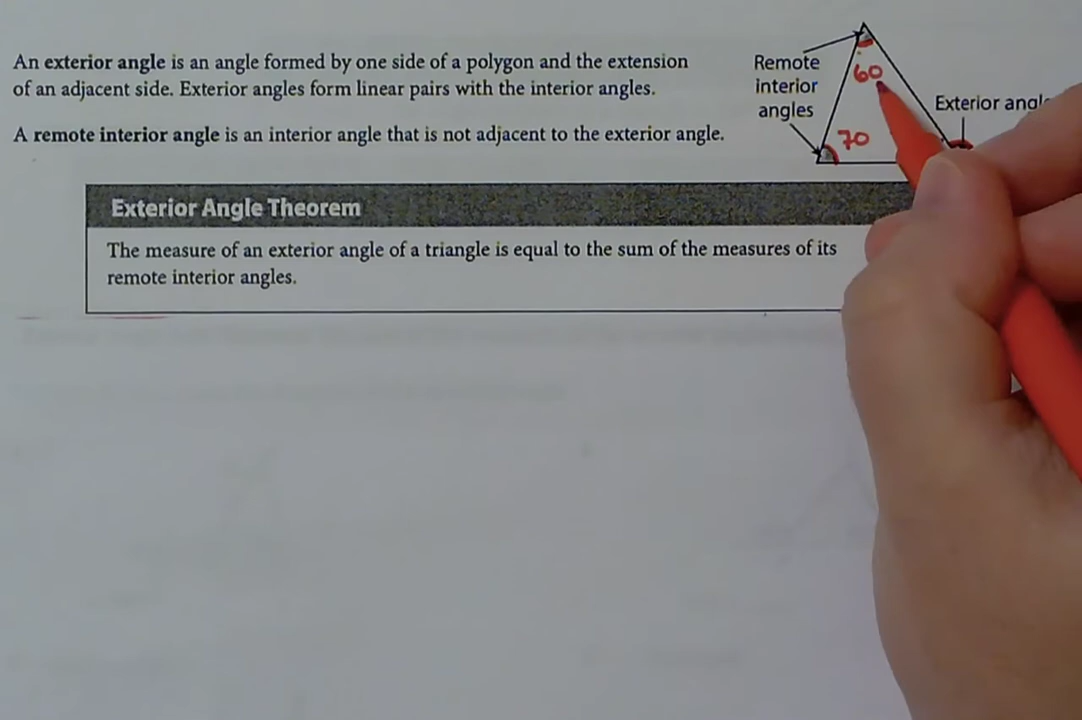 An exterior angle is an angle formed by one side of a polygon and the extension
of an adjacent side. Exterior angles form linear pairs with the interior angles.
A remote interior angle is an interior angle that is not adjacent to the exterior angle.
Remote
interior
angles
60
70
Exterior
Exterior Angle Theorem
The measure of an exterior angle of a triangle is equal to the sum of the measures of its
remote interior angles.